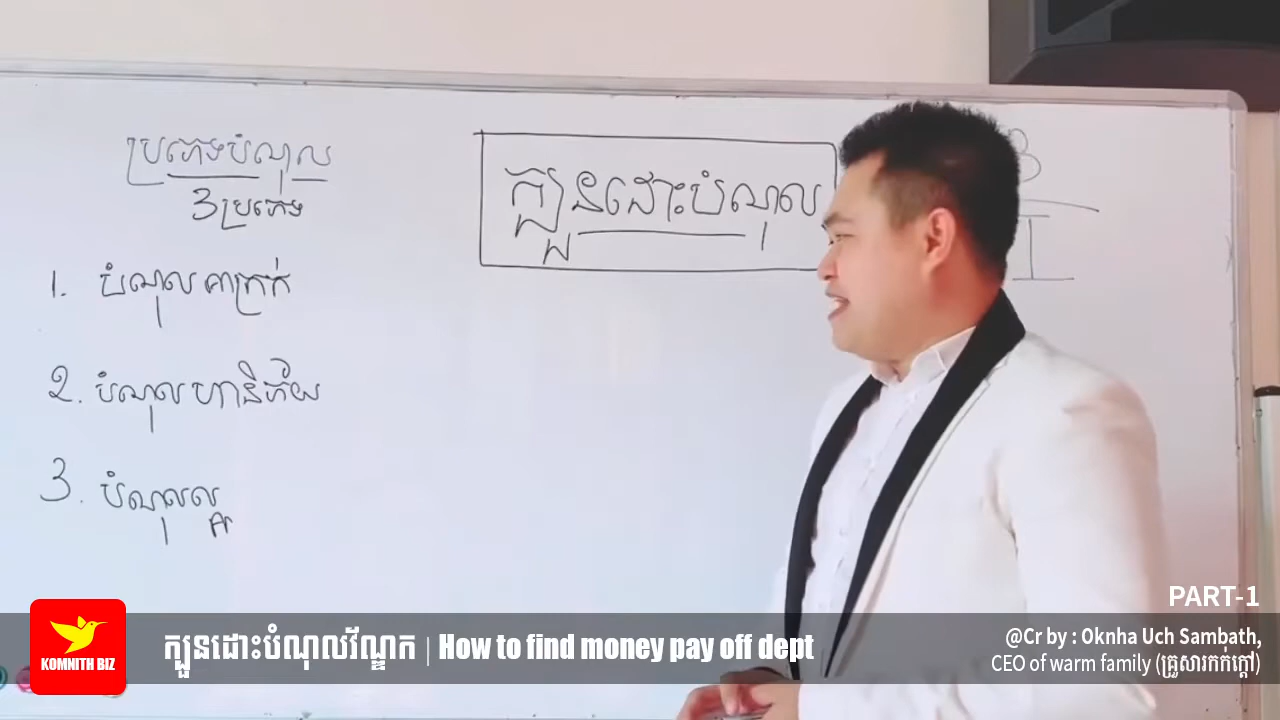 ប្រភេទបំណុល
3 ប្រភេទ
1. បំណុលអាក្រក់
2. បំណុលហានិភ័យ
3. បំណុលល្អ
ក្បួនដោះបំណុល
B
I
PART-1
KOMNITH BIZ
ក្បួនដោះបំណុលវ័ណ្ឌក | How to find money pay off dept
@Cr by : Oknha Uch Sambath,
CEO of warm family (គ្រួសារកក់ក្តៅ)